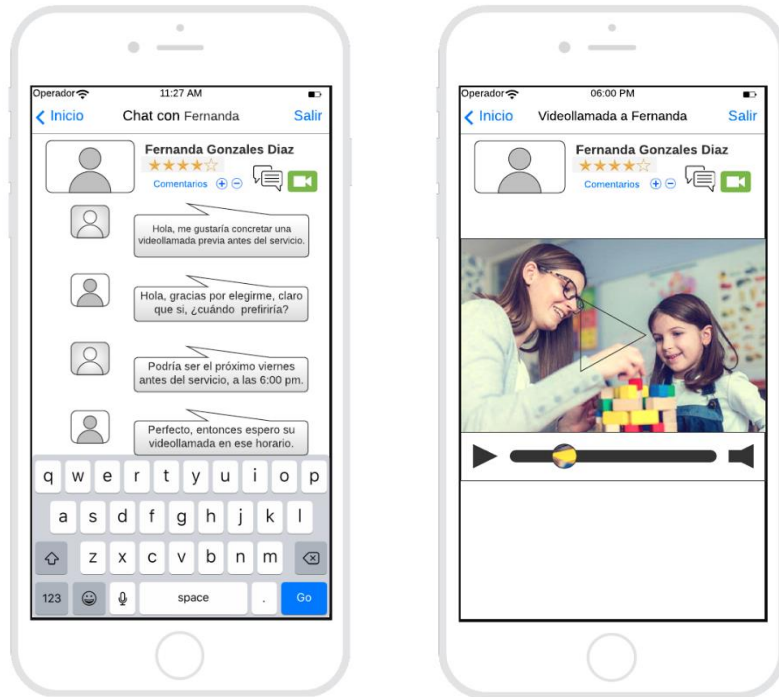 Operador
11:27 AM
Inicio
Chat con Fernanda
Salir
Fernanda Gonzales Diaz
Comentarios
Hola, me gustaría concretar una
videollamada previa antes del servicio.
Hola, gracias por elegirme, claro
que si, ¿cuándo prefiriría?
Podría ser el próximo viernes
antes del servicio, a las 6:00 pm.
Perfecto, entonces espero su
videollamada en ese horario.
q w e r t y u i o p
a s d f g h j k l
z x c v b n m
123 space . Go
Operador
06:00 PM
Inicio
Videollamada a Fernanda
Salir
Fernanda Gonzales Diaz
Comentarios